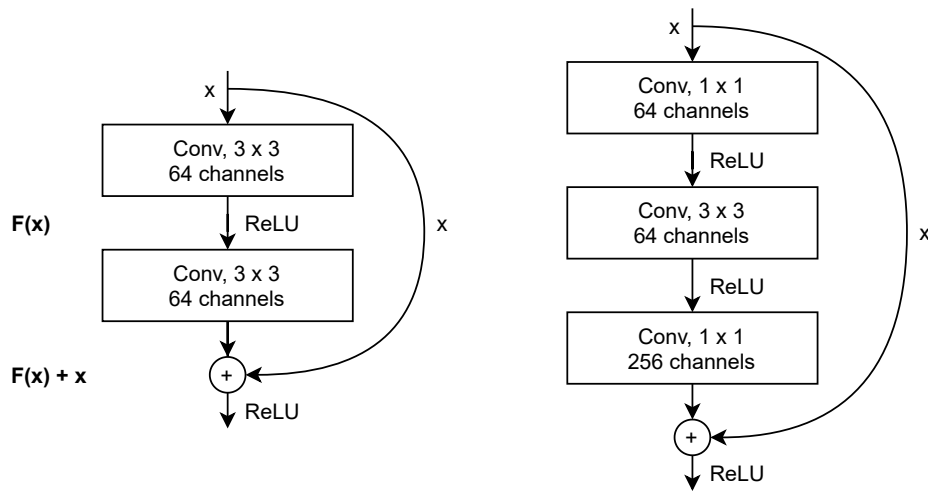 x
Conv, 3 x 3
64 channels
F(x)
ReLU
x
Conv, 3 x 3
64 channels
F(x) + x
+
ReLU
x
Conv, 1 x 1
64 channels
ReLU
Conv, 3 x 3
64 channels
x
ReLU
Conv, 1 x 1
256 channels
+
ReLU